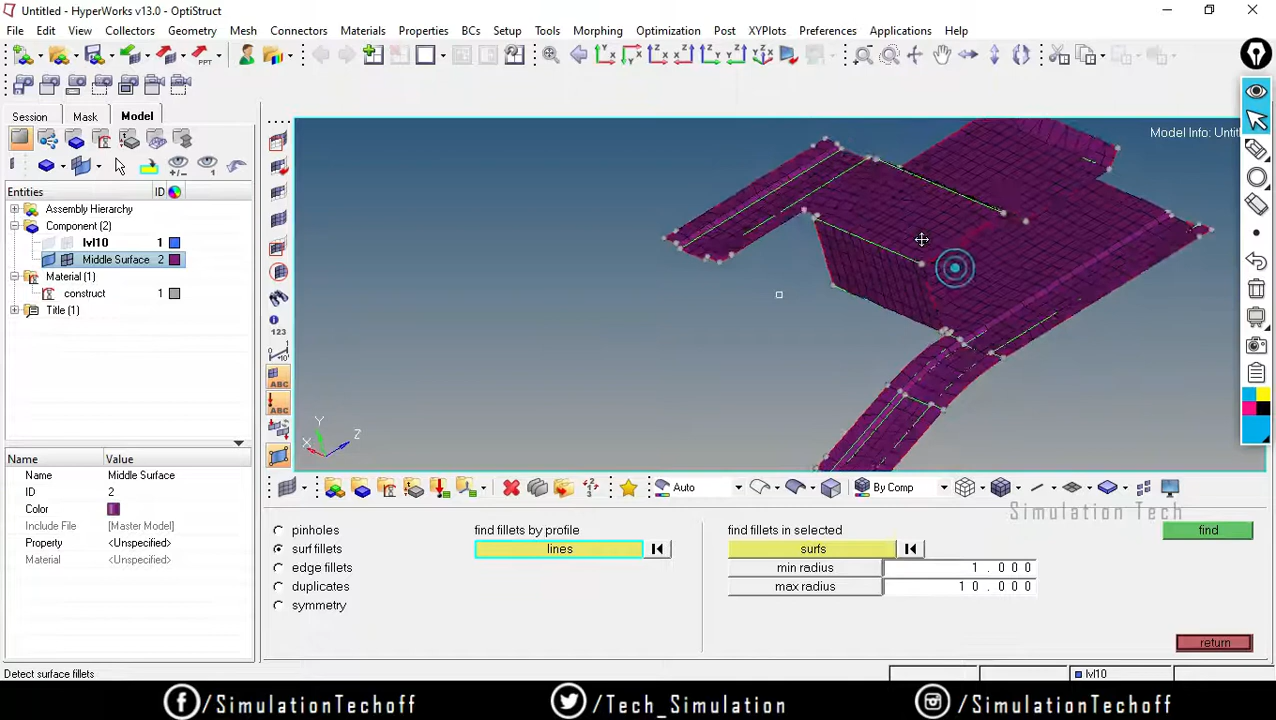 Untitled - HyperWorks v13.0 - OptiStruct
File Edit View Collectors Geometry Mesh Connectors Materials Properties BCs Setup Tools Morphing Optimization Post XYPlots Preferences Applications Help
Session Mask Model
Model Info: Untit
Entities ID
Assembly Hierarchy
Component (2)
lvl10 1
Middle Surface 2
Material (1)
construct 1
Title (1)
123
ABC
ABC
Y
Z
X
Name Value
Name Middle Surface
ID 2
Color
Include File [Master Model]
Property <Unspecified>
Material <Unspecified>
Auto
By Comp
Simulation Tech
pinholes
surf fillets
edge fillets
duplicates
symmetry
find fillets by profile
lines
find fillets in selected
surfs
min radius 1.000
max radius 10.000
find
return
Detect surface fillets
lvl10
/SimulationTechoff /Tech_Simulation /SimulationTechoff